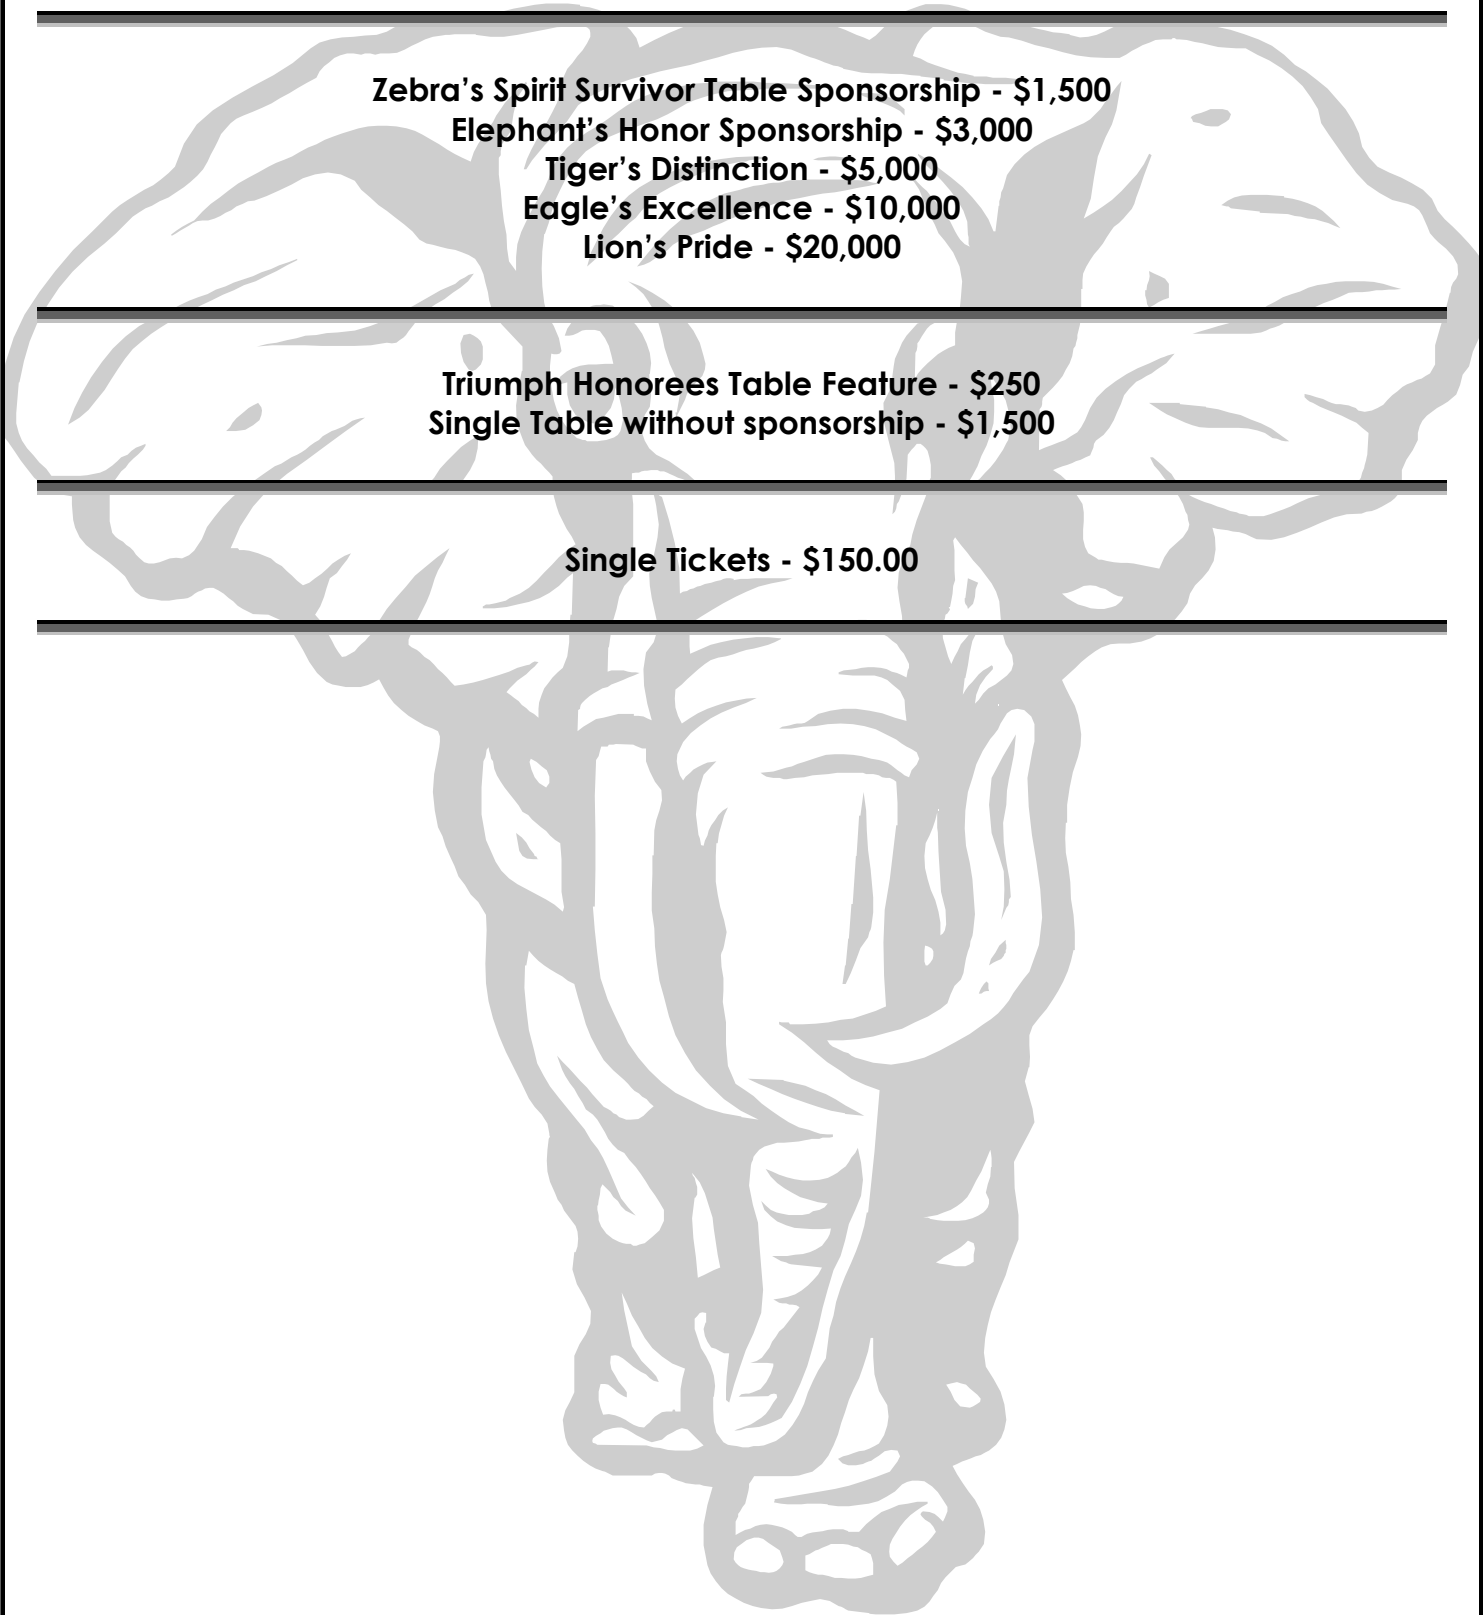 Zebra’s Spirit Survivor Table Sponsorship - $1,500
Elephant’s Honor Sponsorship - $3,000
Tiger’s Distinction - $5,000
Eagle’s Excellence - $10,000
Lion’s Pride - $20,000
Triumph Honorees Table Feature - $250
Single Table without sponsorship - $1,500
Single Tickets - $150.00